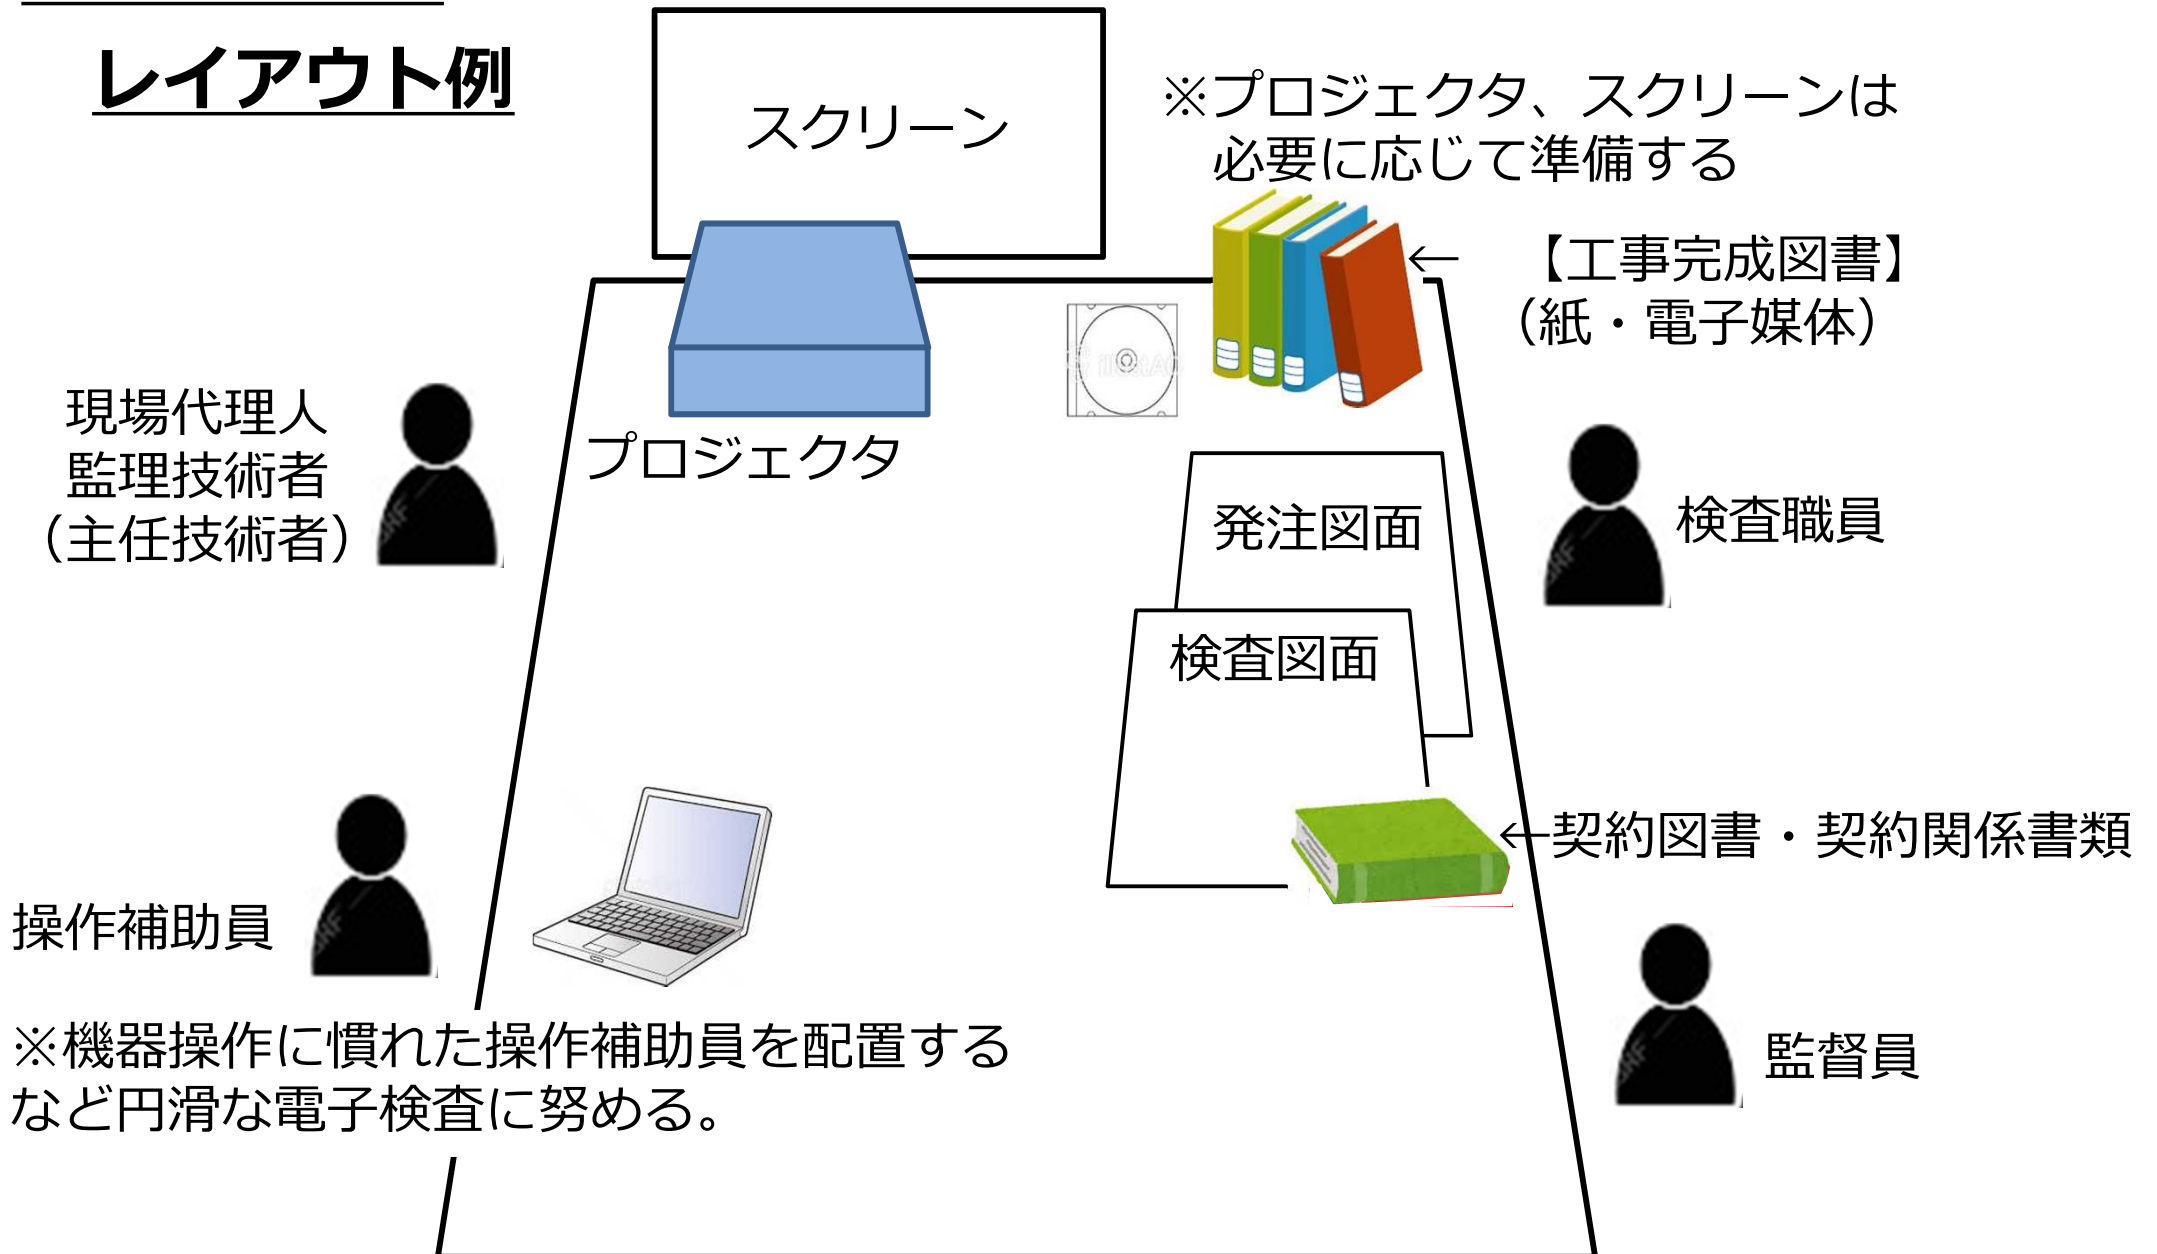 レイアウト例
スクリーン
※プロジェクタ、スクリーンは
必要に応じて準備する
←　【工事完成図書】
（紙・電子媒体）
現場代理人
監理技術者
（主任技術者）
プロジェクタ
発注図面
検査職員
検査図面
←契約図書・契約関係書類
操作補助員
※機器操作に慣れた操作補助員を配置する
など円滑な電子検査に努める。
監督員